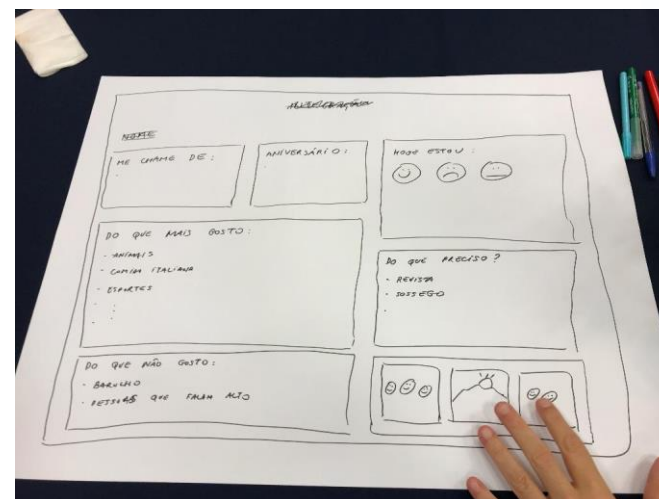 NOME
ME CHAME DE:
ANIVERSÁRIO:
HOJE ESTOU:
DO QUE MAIS GOSTO:
- ANIMAIS
- COMIDA ITALIANA
- ESPORTES
DO QUE PRECISO?
- REVISTA
- SOSSEGO
DO QUE NÃO GOSTO:
- BARULHO
- PESSOAS QUE FALAM ALTO